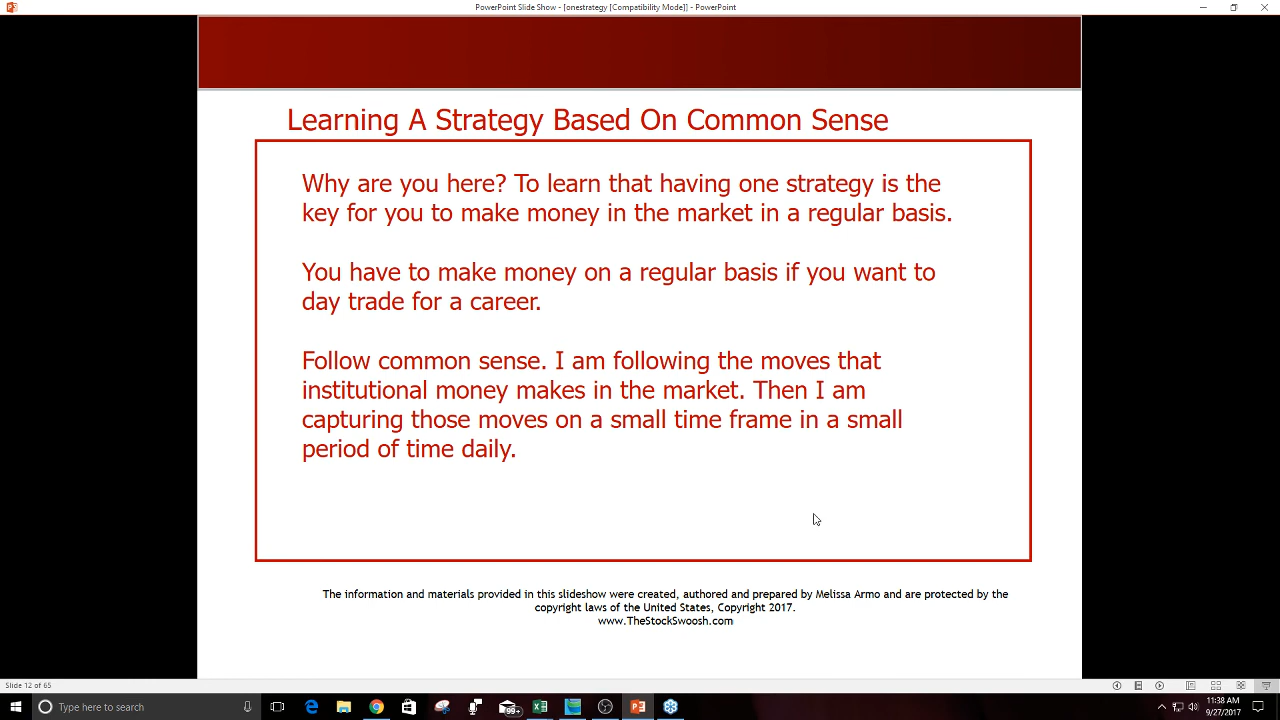 PowerPoint Slide Show - [onestrategy [Compatibility Mode]] - PowerPoint
Learning A Strategy Based On Common Sense
Why are you here? To learn that having one strategy is the
key for you to make money in the market in a regular basis.
You have to make money on a regular basis if you want to
day trade for a career.
Follow common sense. I am following the moves that
institutional money makes in the market. Then I am
capturing those moves on a small time frame in a small
period of time daily.
The information and materials provided in this slideshow were created, authored and prepared by Melissa Armo and are protected by the
copyright laws of the United States, Copyright 2017.
www.TheStockSwoosh.com
Slide 12 of 65
Type here to search
99+
11:38 AM
9/27/2017